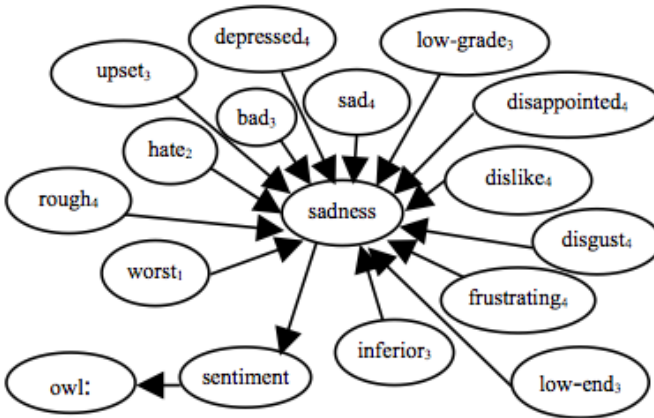 depressed₄
low-grade₃
upset₃
sad₄
bad₃
disappointed₄
hate₂
dislike₄
rough₄
sadness
disgust₄
worst₁
frustrating₄
inferior₃
sentiment
low-end₃
owl: